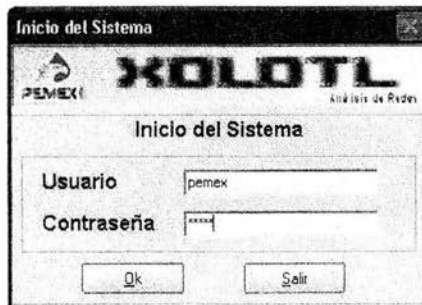 Inicio del Sistema
PEMEX
XOLOTL
Análisis de Redes
Inicio del Sistema
Usuario
pemex
Contraseña
*****
Ok
Salir